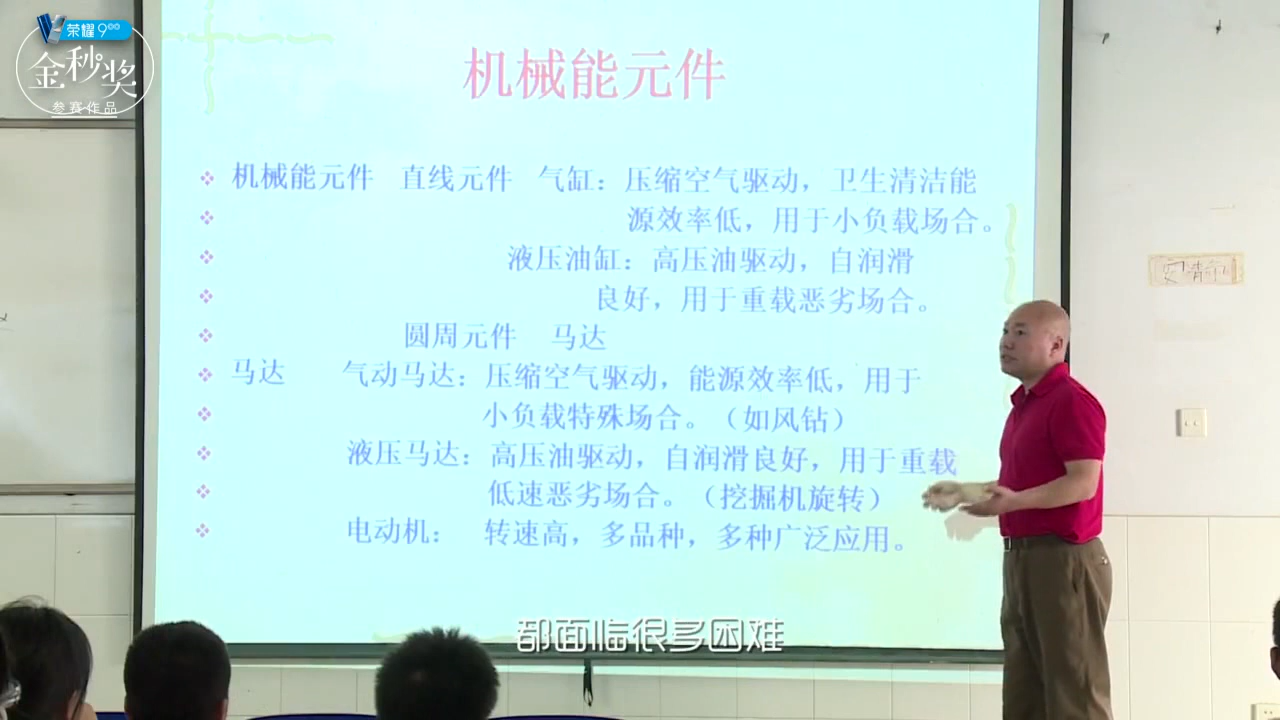 荣耀9
金秒奖
参赛作品
机械能元件
机械能元件 直线元件 气缸：压缩空气驱动，卫生清洁能
源效率低，用于小负载场合。
液压油缸：高压油驱动，自润滑
良好，用于重载恶劣场合。
圆周元件 马达
马达 气动马达：压缩空气驱动，能源效率低，用于
小负载特殊场合。（如风钻）
液压马达：高压油驱动，自润滑良好，用于重载
低速恶劣场合。（挖掘机旋转）
电动机： 转速高，多品种，多种广泛应用。
都面临很多困难